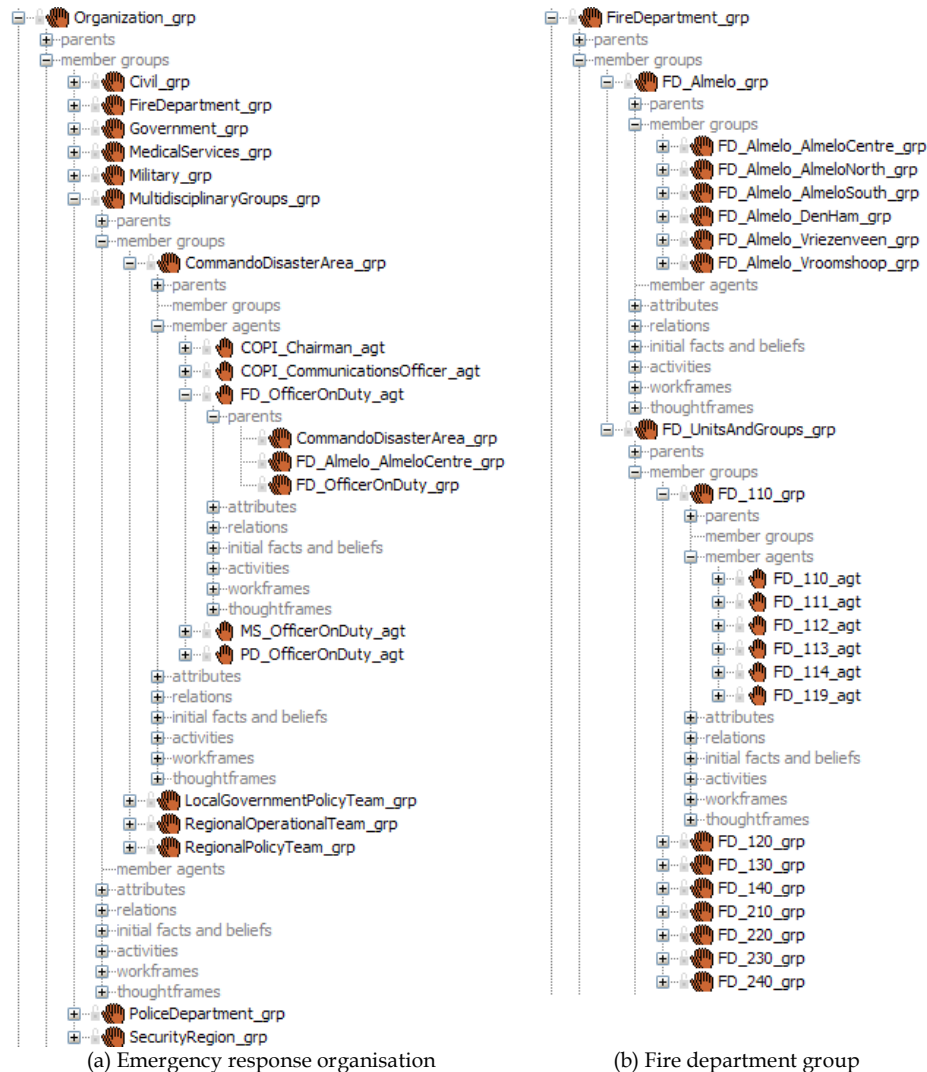 Organization_grp
parents
member groups
Civil_grp
FireDepartment_grp
Government_grp
MedicalServices_grp
Military_grp
MultidisciplinaryGroups_grp
parents
member groups
CommandoDisasterArea_grp
parents
member groups
member agents
COPI_Chairman_agt
COPI_CommunicationsOfficer_agt
FD_OfficerOnDuty_agt
parents
CommandoDisasterArea_grp
FD_Almelo_AlmeloCentre_grp
FD_OfficerOnDuty_grp
attributes
relations
initial facts and beliefs
activities
workframes
thoughtframes
MS_OfficerOnDuty_agt
PD_OfficerOnDuty_agt
attributes
relations
initial facts and beliefs
activities
workframes
thoughtframes
LocalGovernmentPolicyTeam_grp
RegionalOperationalTeam_grp
RegionalPolicyTeam_grp
member agents
attributes
relations
initial facts and beliefs
activities
workframes
thoughtframes
PoliceDepartment_grp
SecurityRegion_grp
(a) Emergency response organisation
FireDepartment_grp
parents
member groups
FD_Almelo_grp
parents
member groups
FD_Almelo_AlmeloCentre_grp
FD_Almelo_AlmeloNorth_grp
FD_Almelo_AlmeloSouth_grp
FD_Almelo_DenHam_grp
FD_Almelo_Vriezenveen_grp
FD_Almelo_Vroomshoop_grp
member agents
attributes
relations
initial facts and beliefs
activities
workframes
thoughtframes
FD_UnitsAndGroups_grp
parents
member groups
FD_110_grp
parents
member groups
member agents
FD_110_agt
FD_111_agt
FD_112_agt
FD_113_agt
FD_114_agt
FD_119_agt
attributes
relations
initial facts and beliefs
activities
workframes
thoughtframes
FD_120_grp
FD_130_grp
FD_140_grp
FD_210_grp
FD_220_grp
FD_230_grp
FD_240_grp
(b) Fire department group